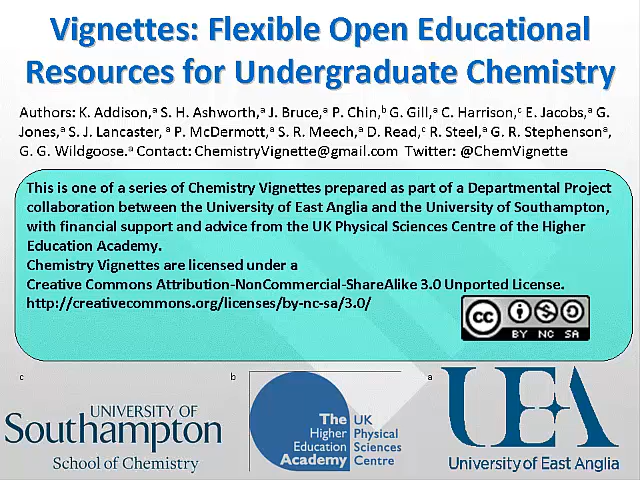 Vignettes: Flexible Open Educational
Resources for Undergraduate Chemistry
Authors: K. Addison,ᵃ S. H. Ashworth,ᵃ J. Bruce,ᵃ P. Chin,ᵇ G. Gill,ᵃ C. Harrison,ᶜ E. Jacobs,ᵃ G.
Jones,ᵃ S. J. Lancaster, ᵃ P. McDermott,ᵃ S. R. Meech,ᵃ D. Read,ᶜ R. Steel,ᵃ G. R. Stephensonᵃ,
G. G. Wildgoose.ᵃ Contact: ChemistryVignette@gmail.com Twitter: @ChemVignette
This is one of a series of Chemistry Vignettes prepared as part of a Departmental Project
collaboration between the University of East Anglia and the University of Southampton,
with financial support and advice from the UK Physical Sciences Centre of the Higher
Education Academy.
Chemistry Vignettes are licensed under a
Creative Commons Attribution-NonCommercial-ShareAlike 3.0 Unported License.
http://creativecommons.org/licenses/by-nc-sa/3.0/
cc
BY NC SA
c
UNIVERSITY OF
Southampton
School of Chemistry
b
The UK
Higher Physical
Education Sciences
Academy Centre
a
UEA
University of East Anglia